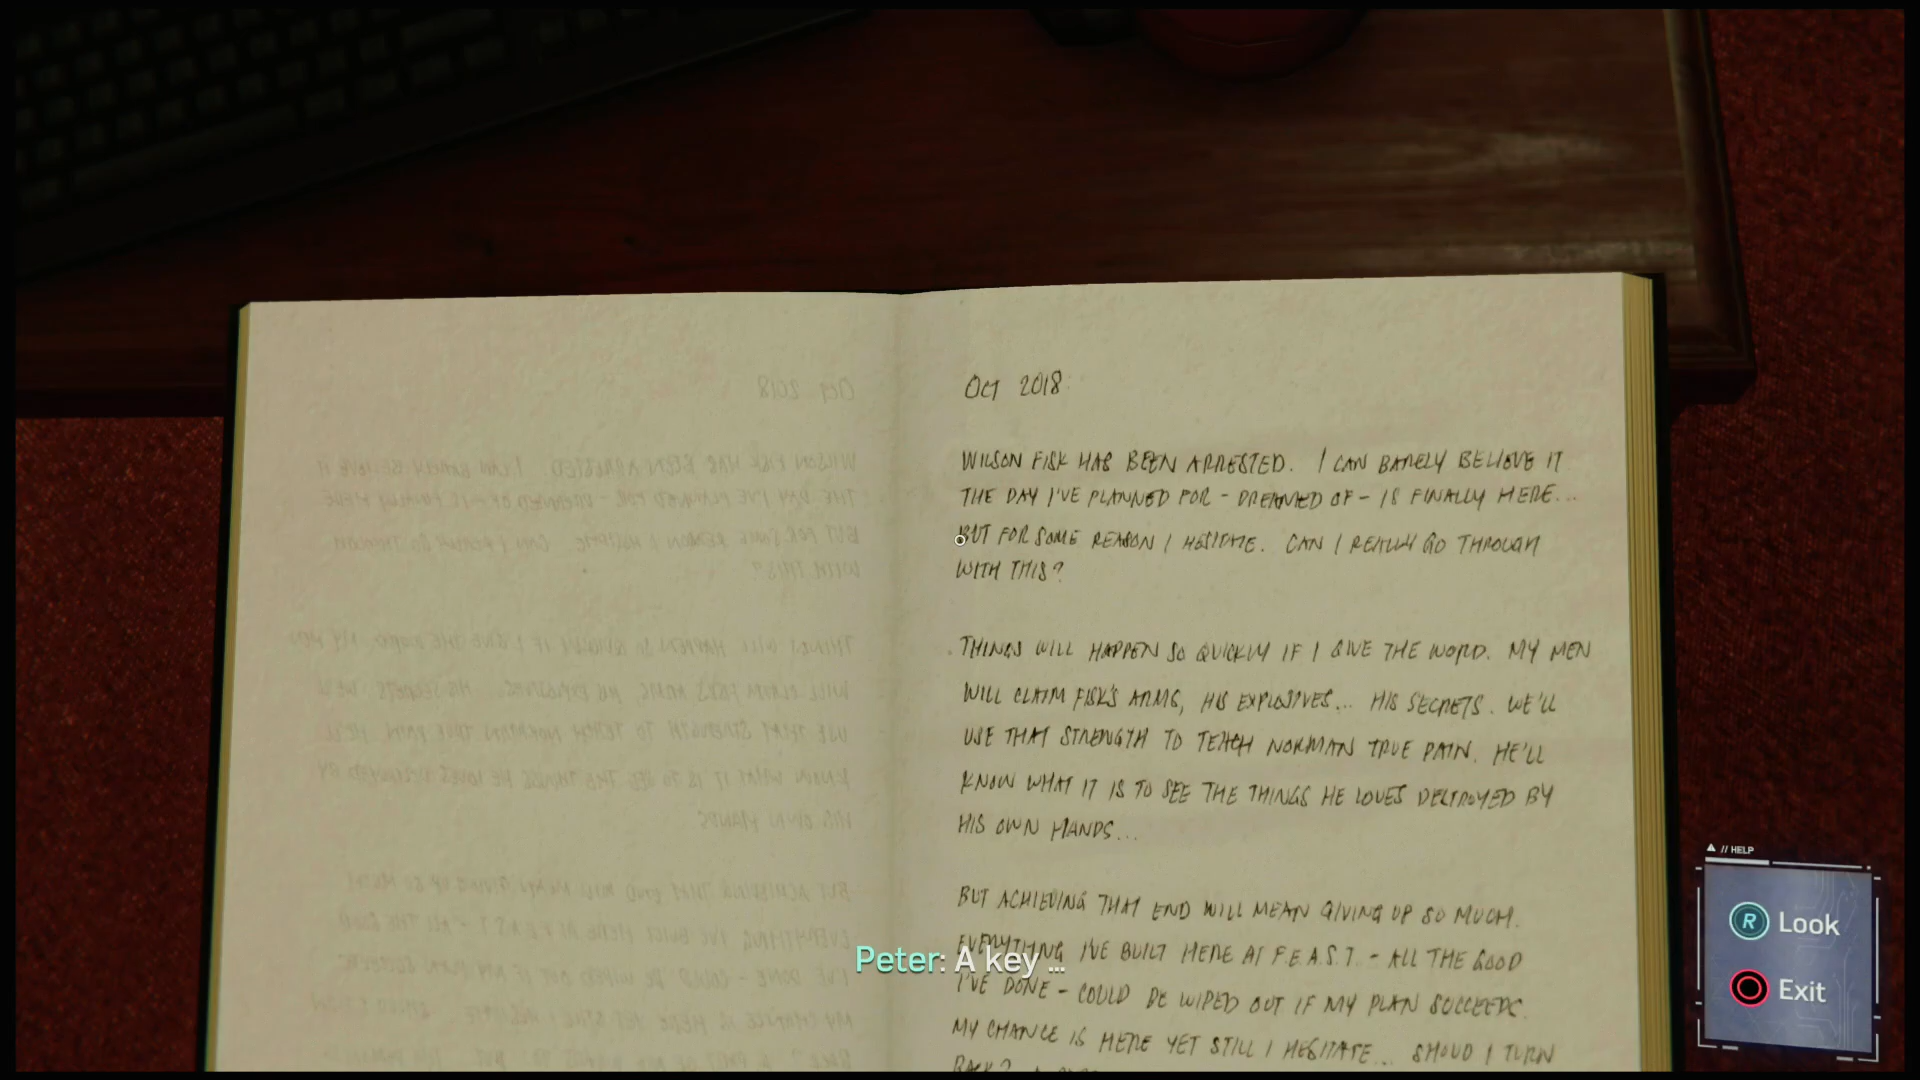 OCT 2018
WILSON FISK HAS BEEN ARRESTED. I CAN BARELY BELIEVE IT
THE DAY I'VE PLANNED FOR - DREAMED OF - IS FINALLY HERE...
BUT FOR SOME REASON I HESITATE. CAN I REALLY GO THROUGH
WITH THIS?
THINGS WILL HAPPEN SO QUICKLY IF I GIVE THE WORD. MY MEN
WILL CLAIM FISK'S ARMS, HIS EXPLOSIVES... HIS SECRETS. WE'LL
USE THAT STRENGTH TO TEACH NORMAN TRUE PAIN. HE'LL
KNOW WHAT IT IS TO SEE THE THINGS HE LOVES DESTROYED BY
HIS OWN HANDS...
BUT ACHIEVING THAT END WILL MEAN GIVING UP SO MUCH.
EVERYTHING I'VE BUILT HERE AT F.E.A.S.T. - ALL THE GOOD
I'VE DONE - COULD BE WIPED OUT IF MY PLAN SUCCEEDS.
MY CHANCE IS HERE YET STILL I HESITATE... SHOUD I TURN
BACK?
Peter: A key ...
// HELP
R Look
Exit